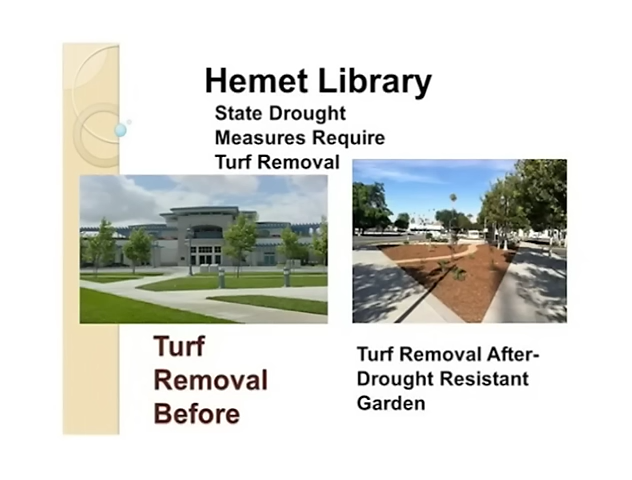 Hemet Library
State Drought
Measures Require
Turf Removal
Turf
Removal
Before
Turf Removal After-
Drought Resistant
Garden